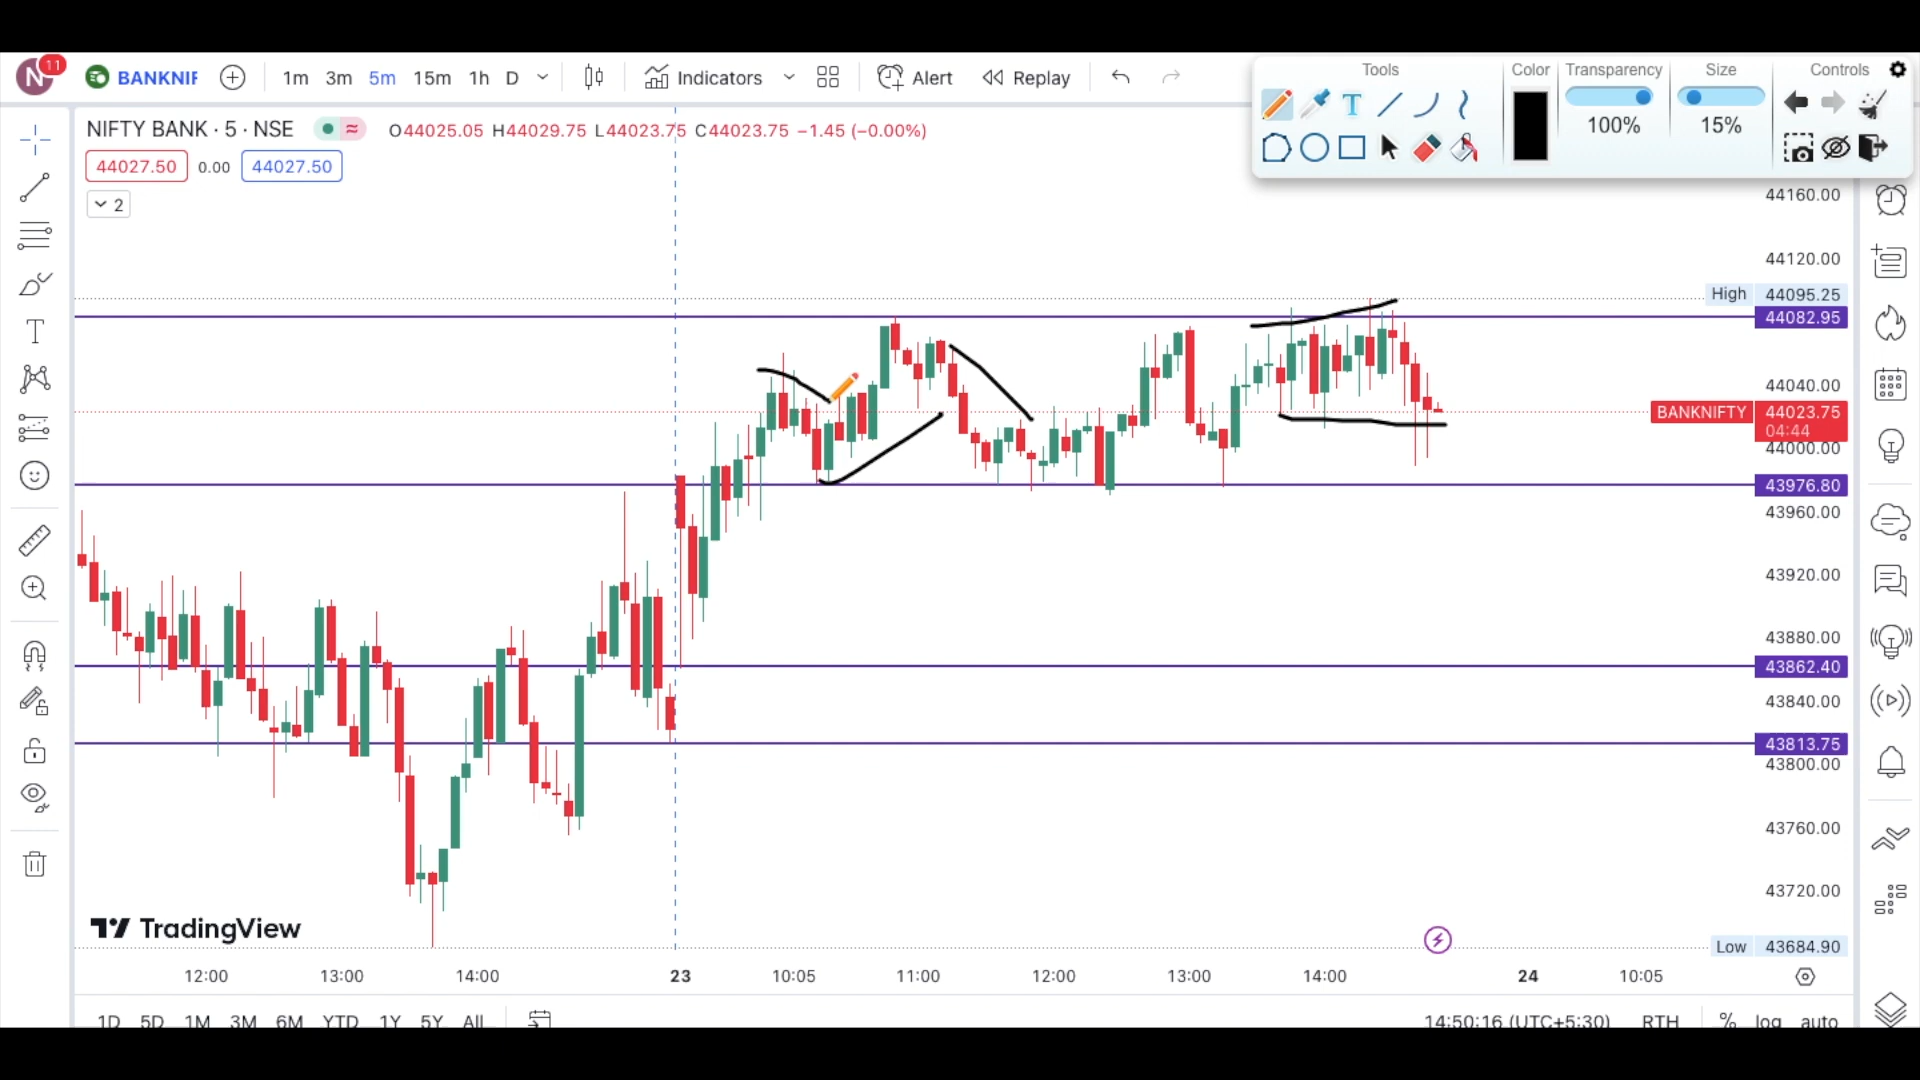 N 11 BANKNIF 1m 3m 5m 15m 1h D Indicators Alert Replay
Tools Color Transparency Size Controls
T 100% 15%
NIFTY BANK · 5 · NSE O44025.05 H44029.75 L44023.75 C44023.75 −1.45 (−0.00%)
44027.50 0.00 44027.50
2
44160.00
44120.00
High 44095.25
44082.95
44040.00
BANKNIFTY 44023.75
04:44
44000.00
43976.80
43960.00
43920.00
43880.00
43862.40
43840.00
43813.75
43800.00
43760.00
43720.00
TradingView
Low 43684.90
12:00 13:00 14:00 23 10:05 11:00 12:00 13:00 14:00 24 10:05
1D 5D 1M 3M 6M YTD 1Y 5Y All 14:50:16 (UTC+5:30) RTH % log auto